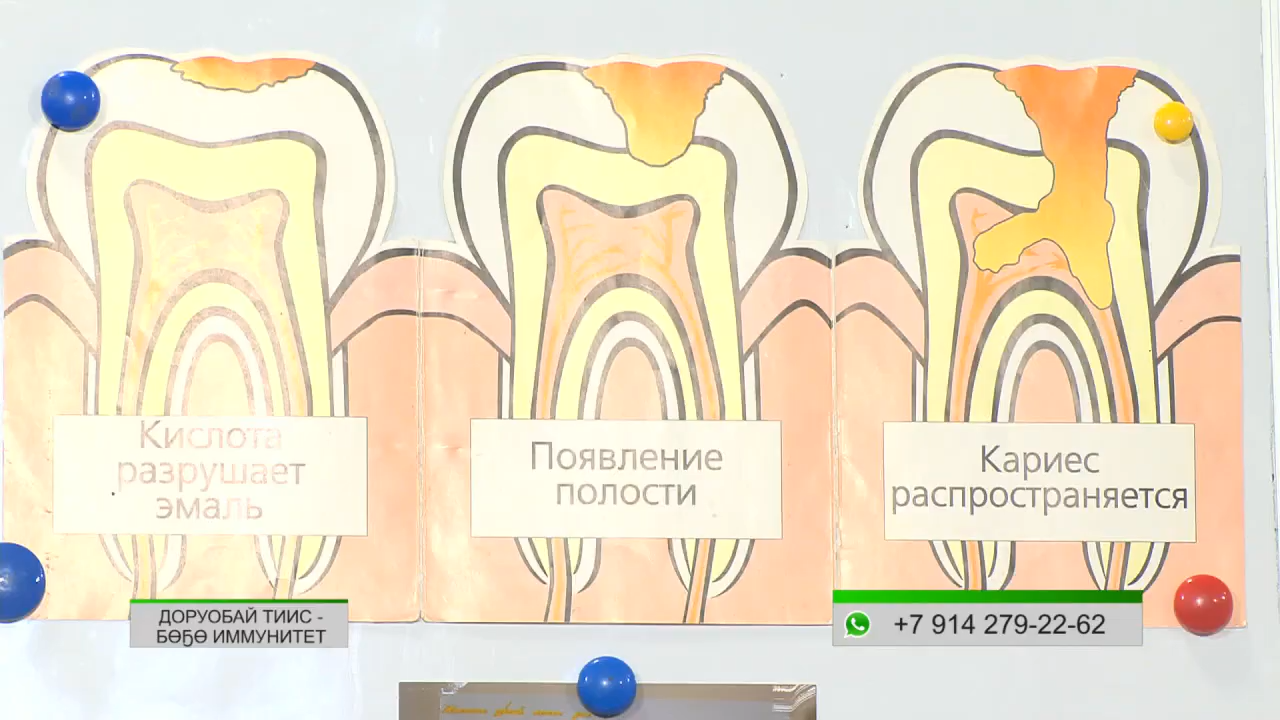 Кислота
разрушает
эмаль
Появление
полости
Кариес
распространяется
ДОРУОБАЙ ТИИС -
БӨҔӨ ИММУНИТЕТ
+7 914 279-22-62